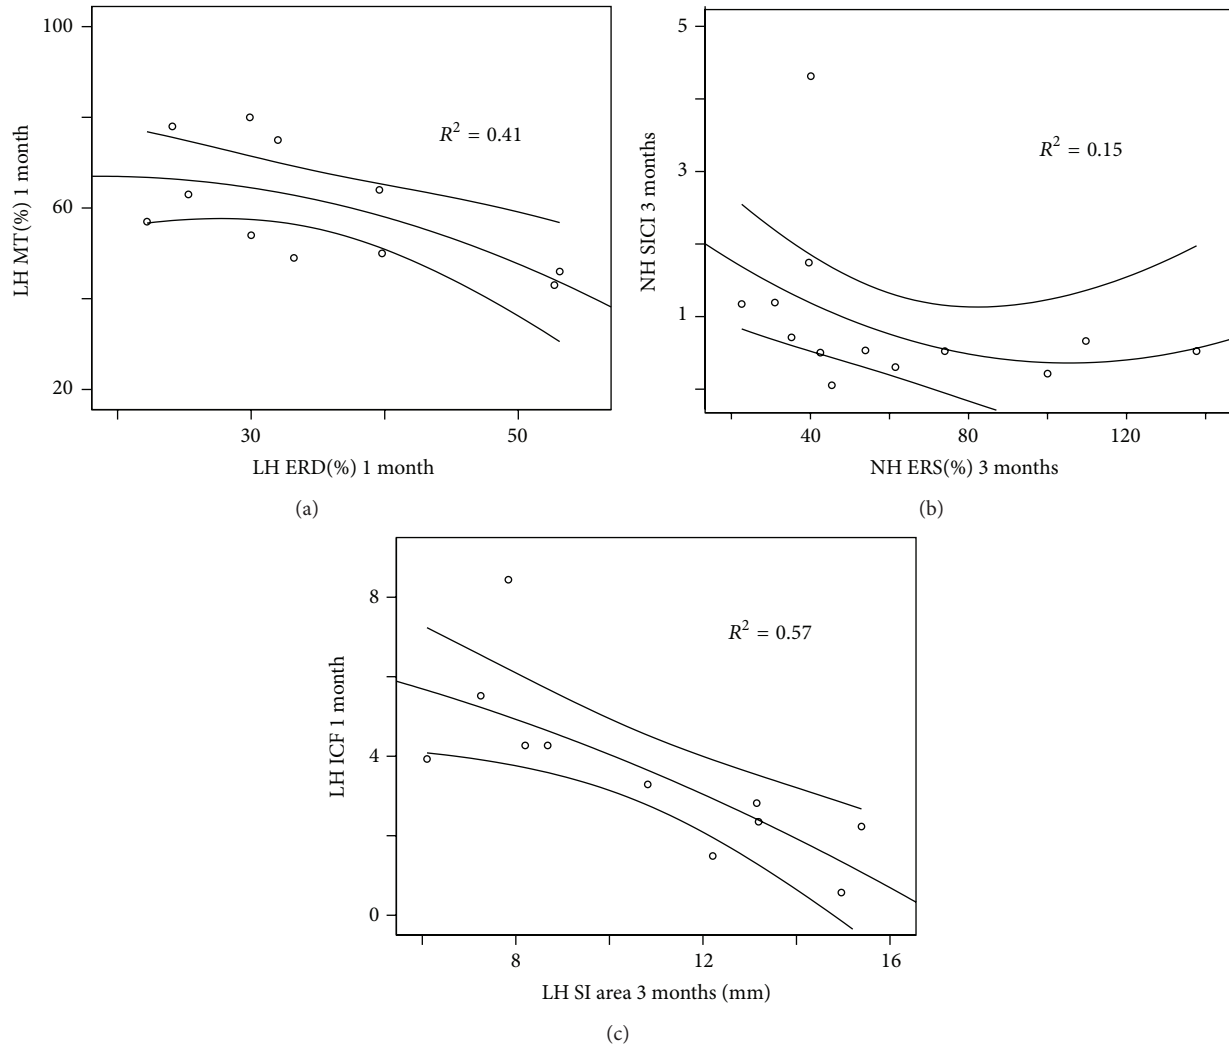 100
60
20
LH MT(%) 1 month
R² = 0.41
30 50
LH ERD(%) 1 month
(a)
5
3
1
NH SICI 3 months
R² = 0.15
40 80 120
NH ERS(%) 3 months
(b)
8
4
0
LH ICF 1 month
R² = 0.57
8 12 16
LH SI area 3 months (mm)
(c)